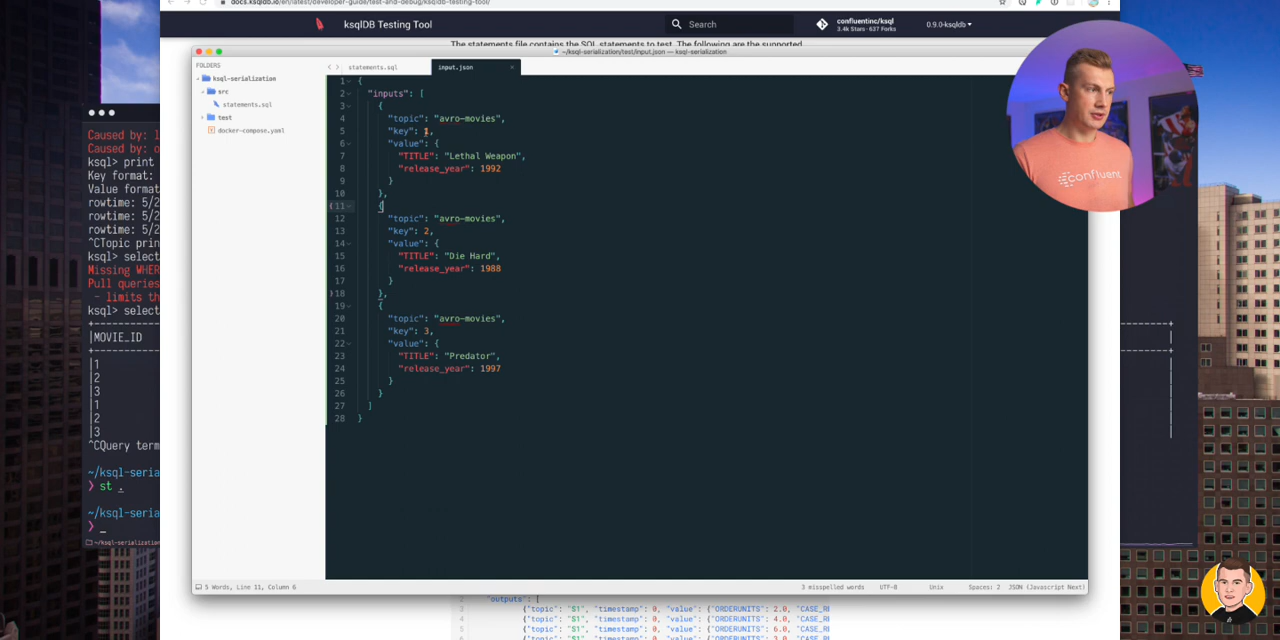 docs.ksqldb.io/en/latest/developer-guide/test-and-debug/ksqldb-testing-tool/
ksqlDB Testing Tool
Search
confluentinc/ksql
3.4k Stars · 637 Forks
0.9.0-ksqldb
The statements file contains the SQL statements to test. The following are the supported
~/ksql-serialization/test/input.json — ksql-serialization
FOLDERS
ksql-serialization
src
statements.sql
test
docker-compose.yaml
statements.sql
input.json
1 {
2 "inputs": [
3 {
4 "topic": "avro-movies",
5 "key": 1,
6 "value": {
7 "TITLE": "Lethal Weapon",
8 "release_year": 1992
9 }
10 },
11 {
12 "topic": "avro-movies",
13 "key": 2,
14 "value": {
15 "TITLE": "Die Hard",
16 "release_year": 1988
17 }
18 },
19 {
20 "topic": "avro-movies",
21 "key": 3,
22 "value": {
23 "TITLE": "Predator",
24 "release_year": 1997
25 }
26 }
27 ]
28 }
5 Words, Line 11, Column 6
3 misspelled words
UTF-8
Unix
Spaces: 2
JSON (Javascript Next)
Caused by:
Caused by:
ksql> print
Key format:
Value format
rowtime: 5/2
rowtime: 5/2
rowtime: 5/2
^CTopic prin
ksql> select
Missing WHER
Pull queries
- limits th
ksql> select
|MOVIE_ID
|1
|2
|3
|1
|2
|3
^CQuery term
~/ksql-seria
❯ st .
~/ksql-seria
❯ _
~/ksql-serialization
2 "outputs": [
3 {"topic": "S1", "timestamp": 0, "value": {"ORDERUNITS": 2.0, "CASE_RE
4 {"topic": "S1", "timestamp": 0, "value": {"ORDERUNITS": 4.0, "CASE_RE
5 {"topic": "S1", "timestamp": 0, "value": {"ORDERUNITS": 6.0, "CASE_RE
confluent